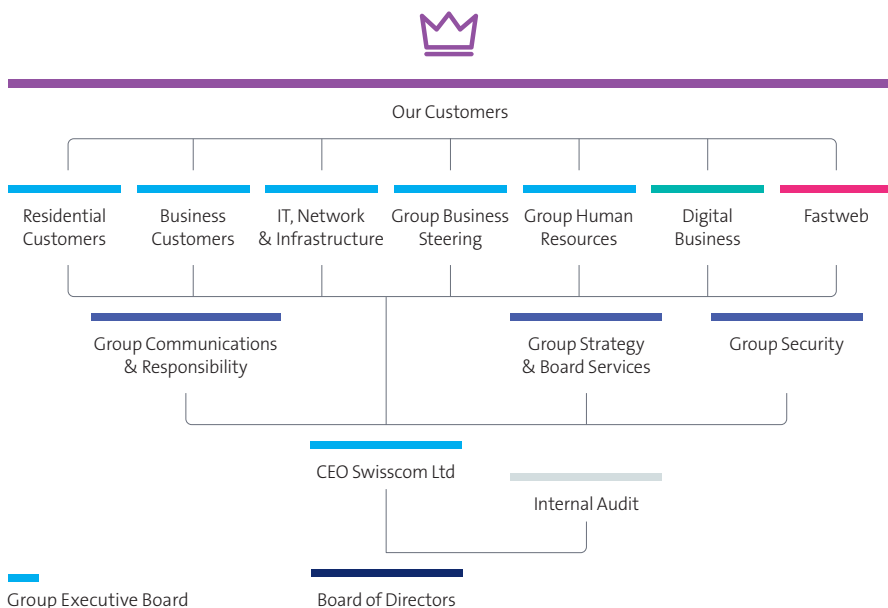 Our Customers
Residential
Customers
Business
Customers
IT, Network
& Infrastructure
Group Business
Steering
Group Human
Resources
Digital
Business
Fastweb
Group Communications
& Responsibility
Group Strategy
& Board Services
Group Security
CEO Swisscom Ltd
Internal Audit
Group Executive Board
Board of Directors